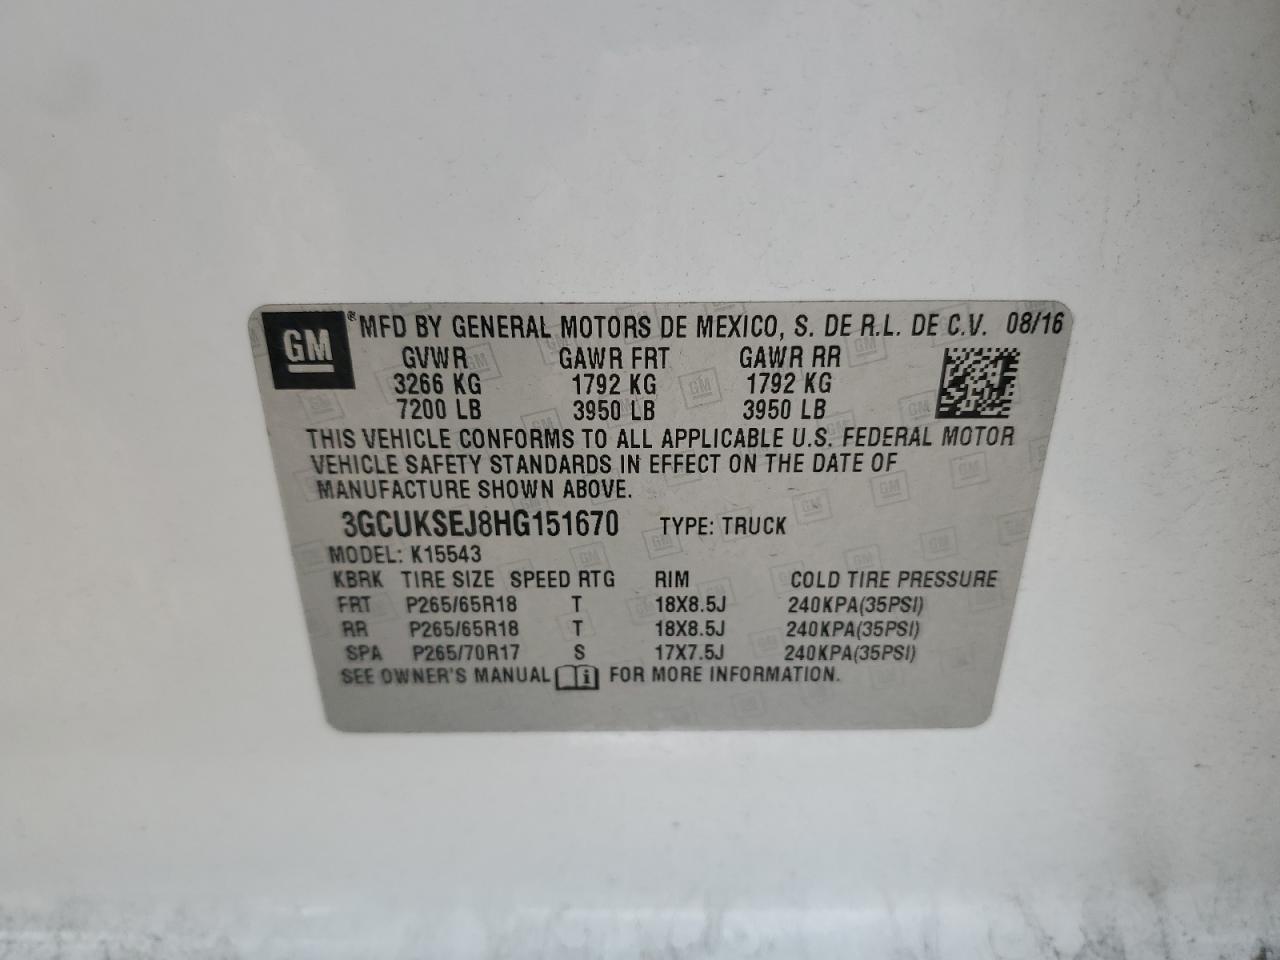 GM® MFD BY GENERAL MOTORS DE MEXICO, S. DE R.L. DE C.V. 08/16
GVWR GAWR FRT GAWR RR
3266 KG 1792 KG 1792 KG
7200 LB 3950 LB 3950 LB
THIS VEHICLE CONFORMS TO ALL APPLICABLE U.S. FEDERAL MOTOR
VEHICLE SAFETY STANDARDS IN EFFECT ON THE DATE OF
MANUFACTURE SHOWN ABOVE.
3GCUKSEJ8HG151670 TYPE: TRUCK
MODEL: K15543
KBRK TIRE SIZE SPEED RTG RIM COLD TIRE PRESSURE
FRT P265/65R18 T 18X8.5J 240KPA(35PSI)
RR P265/65R18 T 18X8.5J 240KPA(35PSI)
SPA P265/70R17 S 17X7.5J 240KPA(35PSI)
SEE OWNER'S MANUAL i FOR MORE INFORMATION.